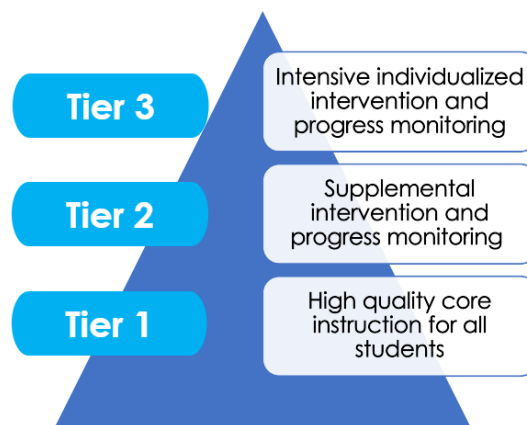 Tier 3
Intensive individualized
intervention and
progress monitoring
Tier 2
Supplemental
intervention and
progress monitoring
Tier 1
High quality core
instruction for all
students